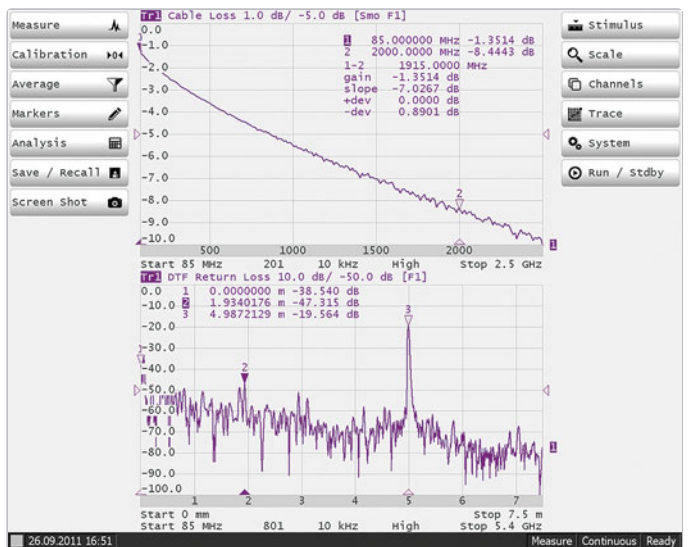 Measure
Calibration
Average
Markers
Analysis
Save / Recall
Screen Shot
Tr1 Cable Loss 1.0 dB/ -5.0 dB [Smo F1]
0.0
-1.0
-2.0
-3.0
-4.0
-5.0
-6.0
-7.0
-8.0
-9.0
-10.0
1 85.000000 MHz -1.3514 dB
2 2000.0000 MHz -8.4443 dB
1-2 1915.0000 MHz
gain -1.3514 dB
slope -7.0267 dB
+dev 0.0000 dB
-dev 0.8901 dB
2
1
500 1000 1500 2000
Start 85 MHz 201 10 kHz High Stop 2.5 GHz
Tr1 DTF Return Loss 10.0 dB/ -50.0 dB [F1]
0.0
-10.0
-20.0
-30.0
-40.0
-50.0
-60.0
-70.0
-80.0
-90.0
-100.0
1 0.0000000 m -38.540 dB
2 1.9340176 m -47.315 dB
3 4.9872129 m -19.564 dB
3
2
1
1 2 3 4 5 6 7
Start 0 mm Stop 7.5 m
Start 85 MHz 801 10 kHz High Stop 5.4 GHz
Stimulus
Scale
Channels
Trace
System
Run / Stdby
26.09.2011 16:51
Measure Continuous Ready